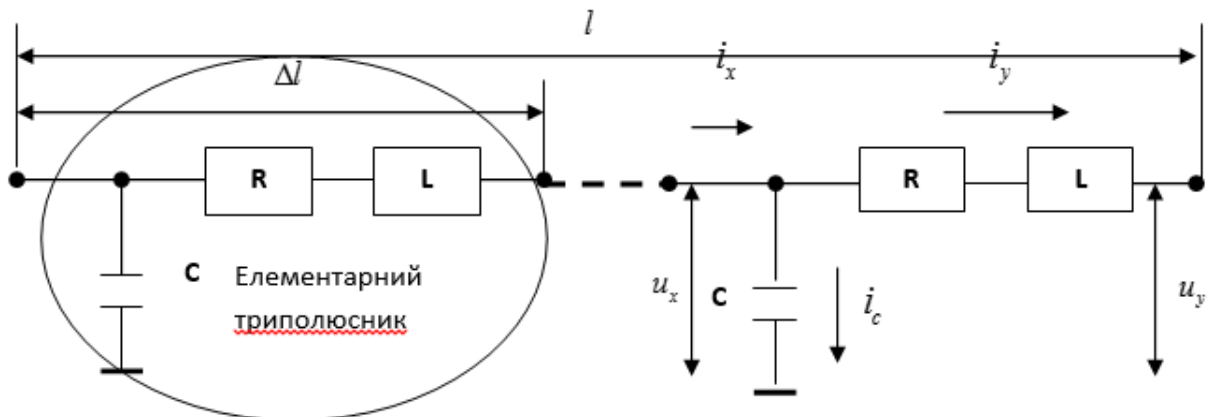 l
Δl
i_x
i_y
R
L
R
L
C
Елементарний
триполюсник
u_x
C
i_c
u_y